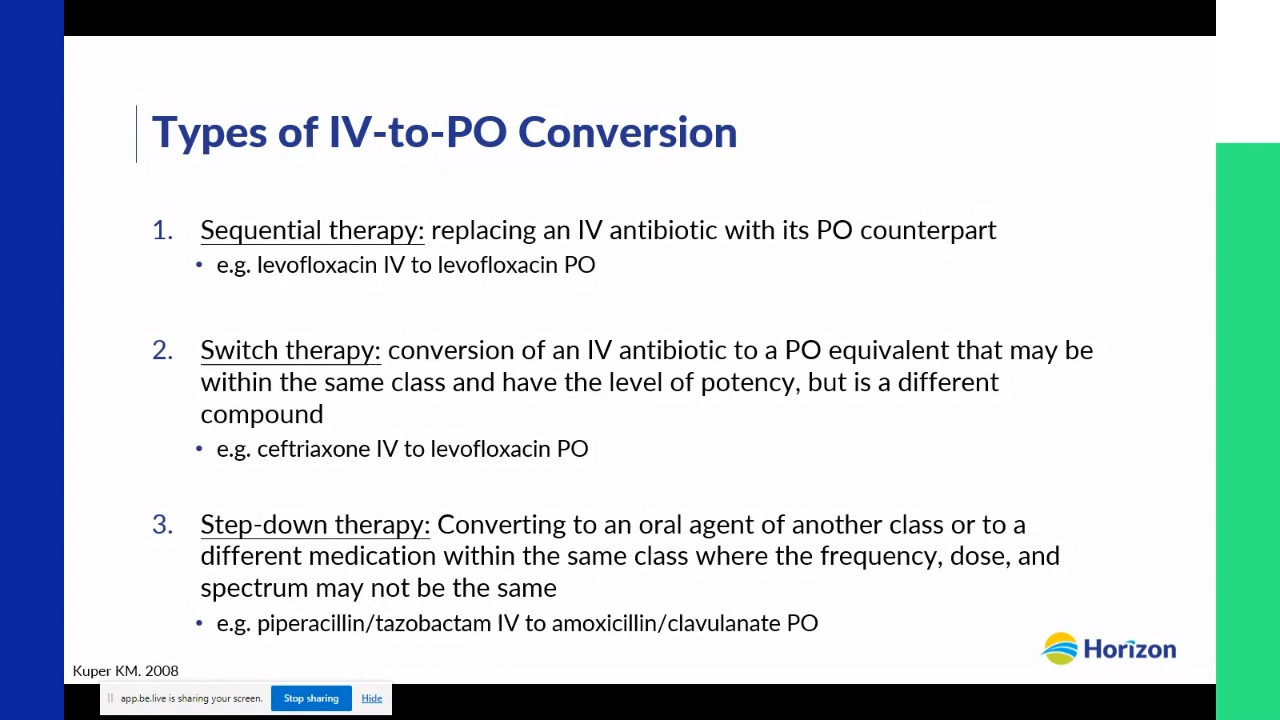 Types of IV-to-PO Conversion
1. Sequential therapy: replacing an IV antibiotic with its PO counterpart
• e.g. levofloxacin IV to levofloxacin PO
2. Switch therapy: conversion of an IV antibiotic to a PO equivalent that may be
within the same class and have the level of potency, but is a different
compound
• e.g. ceftriaxone IV to levofloxacin PO
3. Step-down therapy: Converting to an oral agent of another class or to a
different medication within the same class where the frequency, dose, and
spectrum may not be the same
• e.g. piperacillin/tazobactam IV to amoxicillin/clavulanate PO
Horizon
Kuper KM. 2008
app.be.live is sharing your screen. Stop sharing Hide